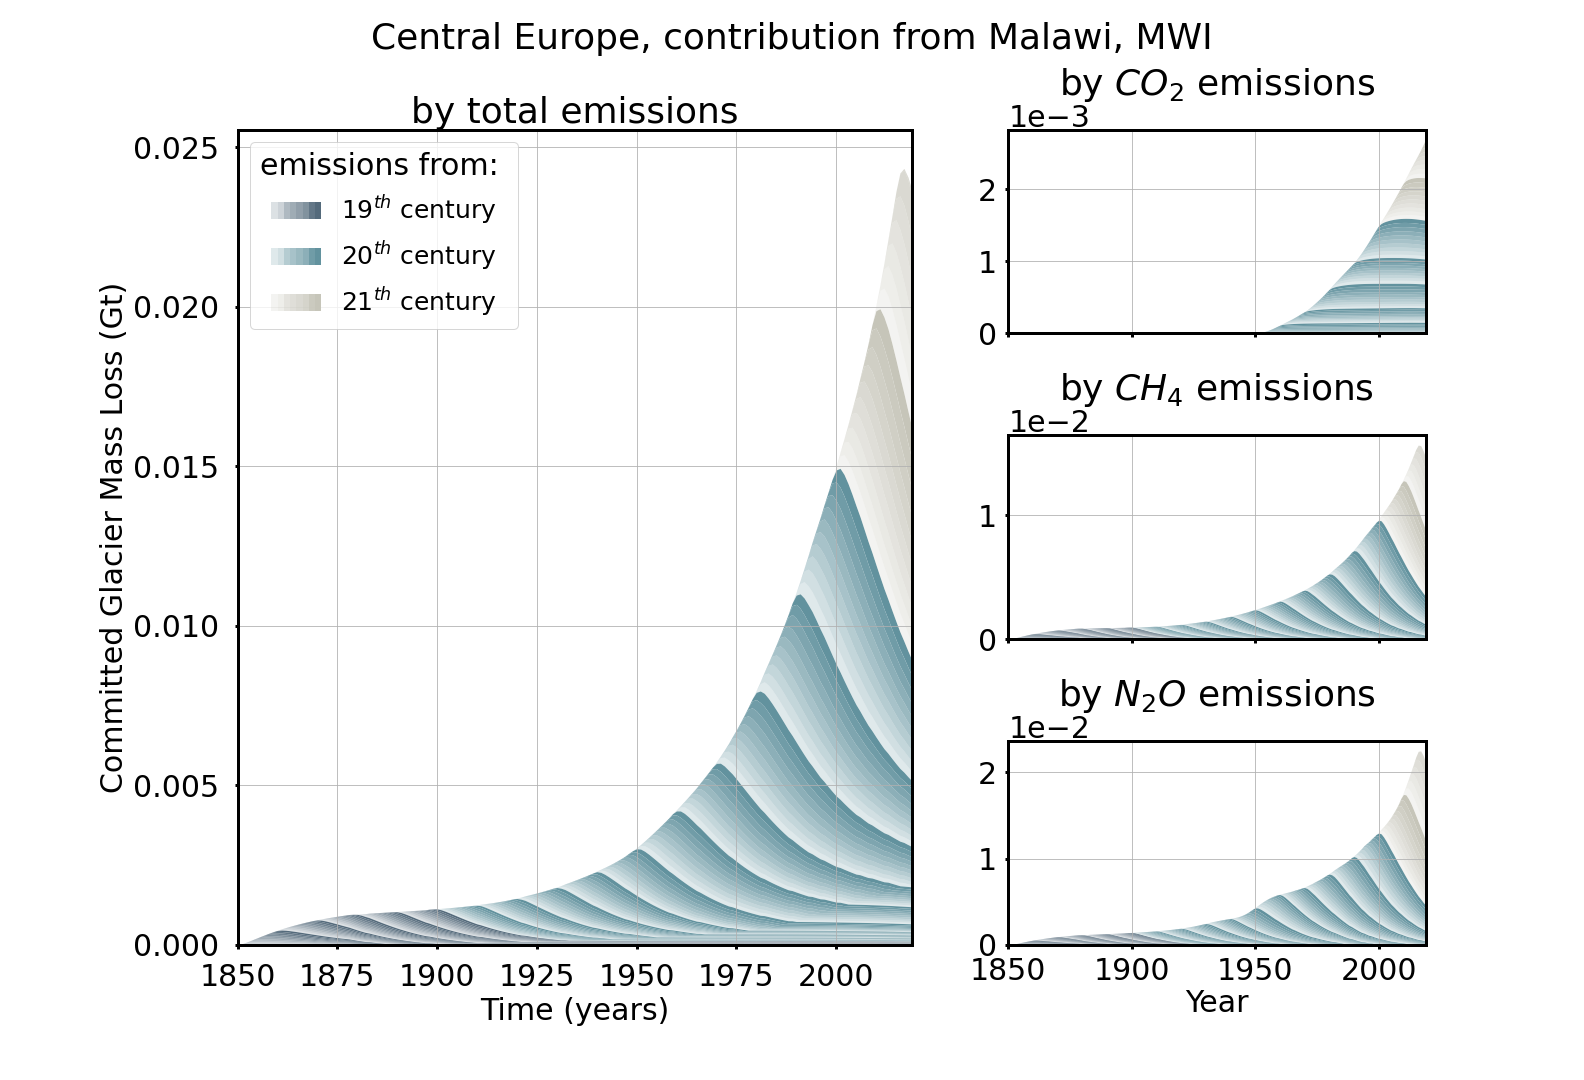 Central Europe, contribution from Malawi, MWI
by total emissions
Committed Glacier Mass Loss (Gt)
0.025
0.020
0.015
0.010
0.005
0.000
emissions from:
19th century
20th century
21th century
1850 1875 1900 1925 1950 1975 2000
Time (years)
by CO₂ emissions
1e−3
2
1
0
by CH₄ emissions
1e−2
1
0
by N₂O emissions
1e−2
2
1
0
1850 1900 1950 2000
Year